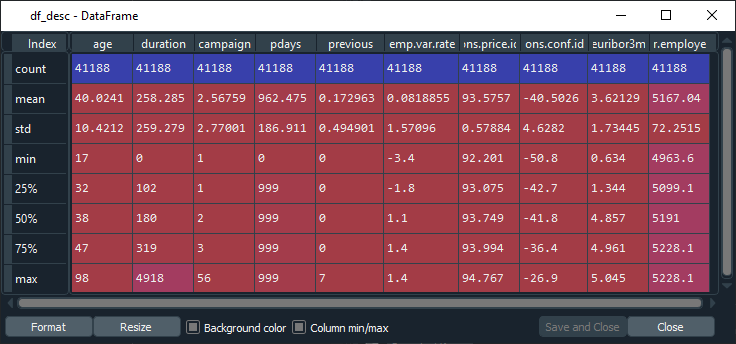 df_desc - DataFrame
Index age duration campaign pdays previous emp.var.rate ons.price.id ons.conf.id euribor3m r.employe
count 41188 41188 41188 41188 41188 41188 41188 41188 41188 41188
mean 40.0241 258.285 2.56759 962.475 0.172963 0.0818855 93.5757 -40.5026 3.62129 5167.04
std 10.4212 259.279 2.77001 186.911 0.494901 1.57096 0.57884 4.6282 1.73445 72.2515
min 17 0 1 0 0 -3.4 92.201 -50.8 0.634 4963.6
25% 32 102 1 999 0 -1.8 93.075 -42.7 1.344 5099.1
50% 38 180 2 999 0 1.1 93.749 -41.8 4.857 5191
75% 47 319 3 999 0 1.4 93.994 -36.4 4.961 5228.1
max 98 4918 56 999 7 1.4 94.767 -26.9 5.045 5228.1
Format Resize Background color Column min/max Save and Close Close